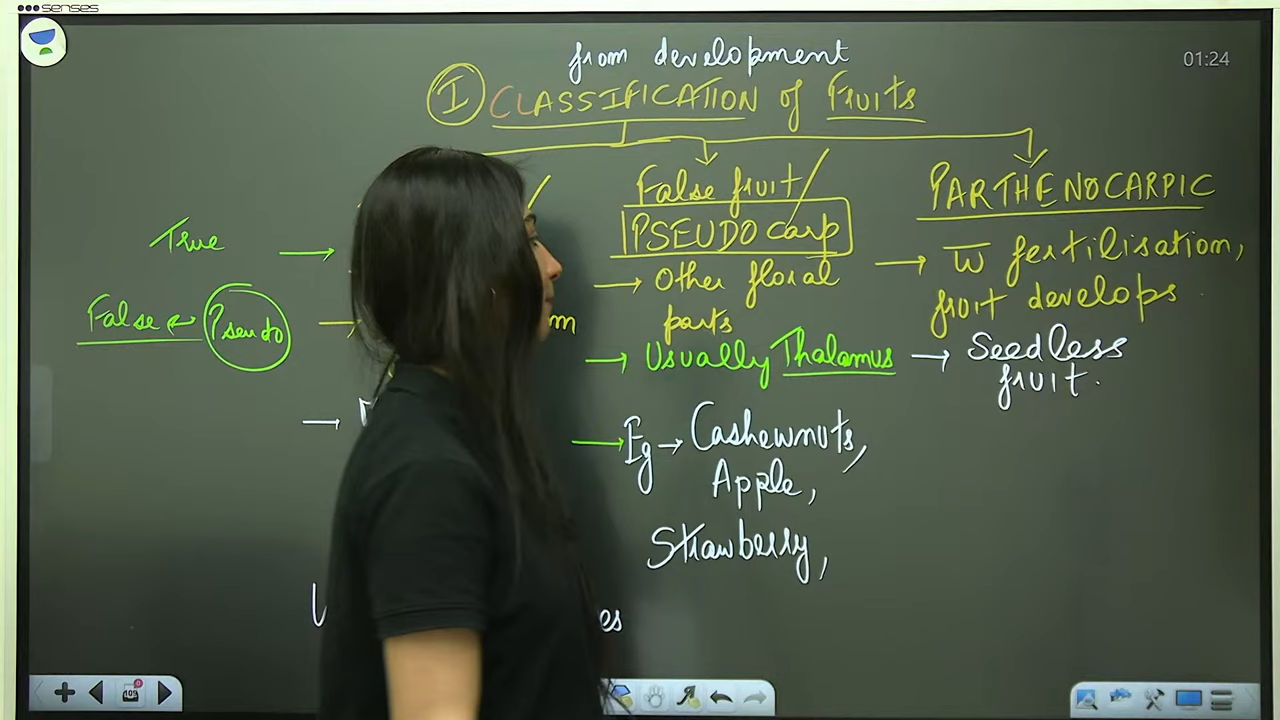 senses
01:24
from development
I CLASSIFICATION of Fruits
True
False ↔ Pseudo
False fruit/
PSEUDO carp
→ Other floral
parts
→ Usually Thalamus
→ Eg → Cashewnuts,
Apple,
Strawberry,
PARTHENOCARPIC
→ w̅ fertilisation,
fruit develops
→ Seedless
fruit.